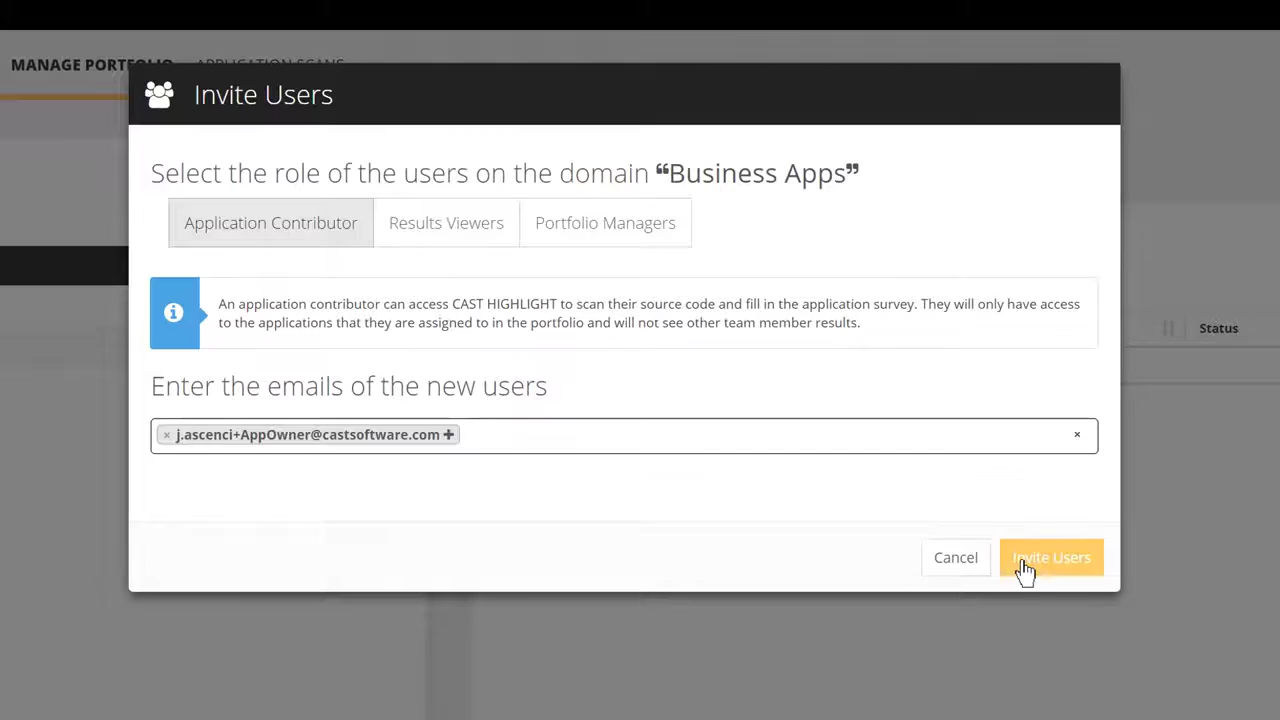 MANAGE PORTFOLIO APPLICATION SCANS
Invite Users
Select the role of the users on the domain “Business Apps”
Application Contributor Results Viewers Portfolio Managers
An application contributor can access CAST HIGHLIGHT to scan their source code and fill in the application survey. They will only have access
to the applications that they are assigned to in the portfolio and will not see other team member results.
Status
Enter the emails of the new users
× j.ascenci+AppOwner@castsoftware.com + ×
Cancel Invite Users